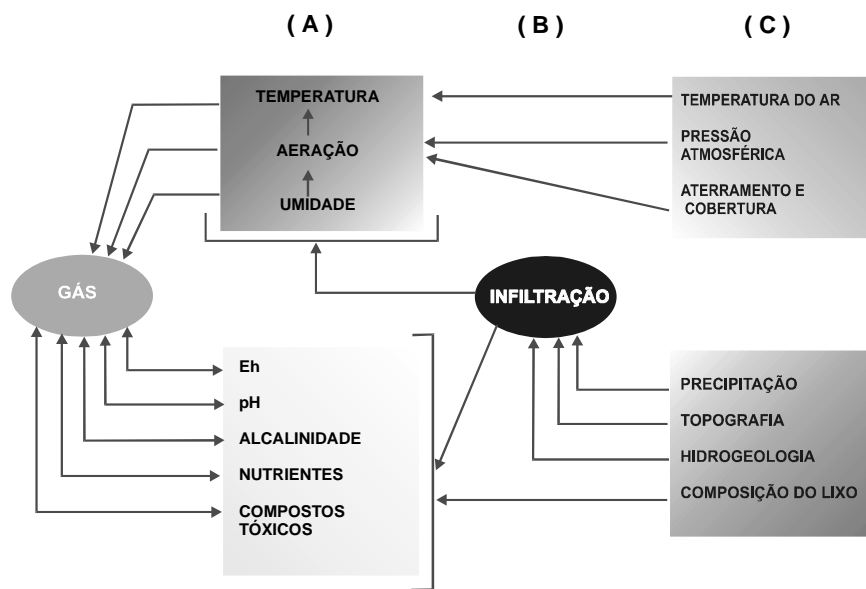 ( A )
( B )
( C )
TEMPERATURA
AERAÇÃO
UMIDADE
TEMPERATURA DO AR
PRESSÃO
ATMOSFÉRICA
ATERRAMENTO E
COBERTURA
GÁS
INFILTRAÇÃO
Eh
pH
ALCALINIDADE
NUTRIENTES
COMPOSTOS
TÓXICOS
PRECIPITAÇÃO
TOPOGRAFIA
HIDROGEOLOGIA
COMPOSIÇÃO DO LIXO